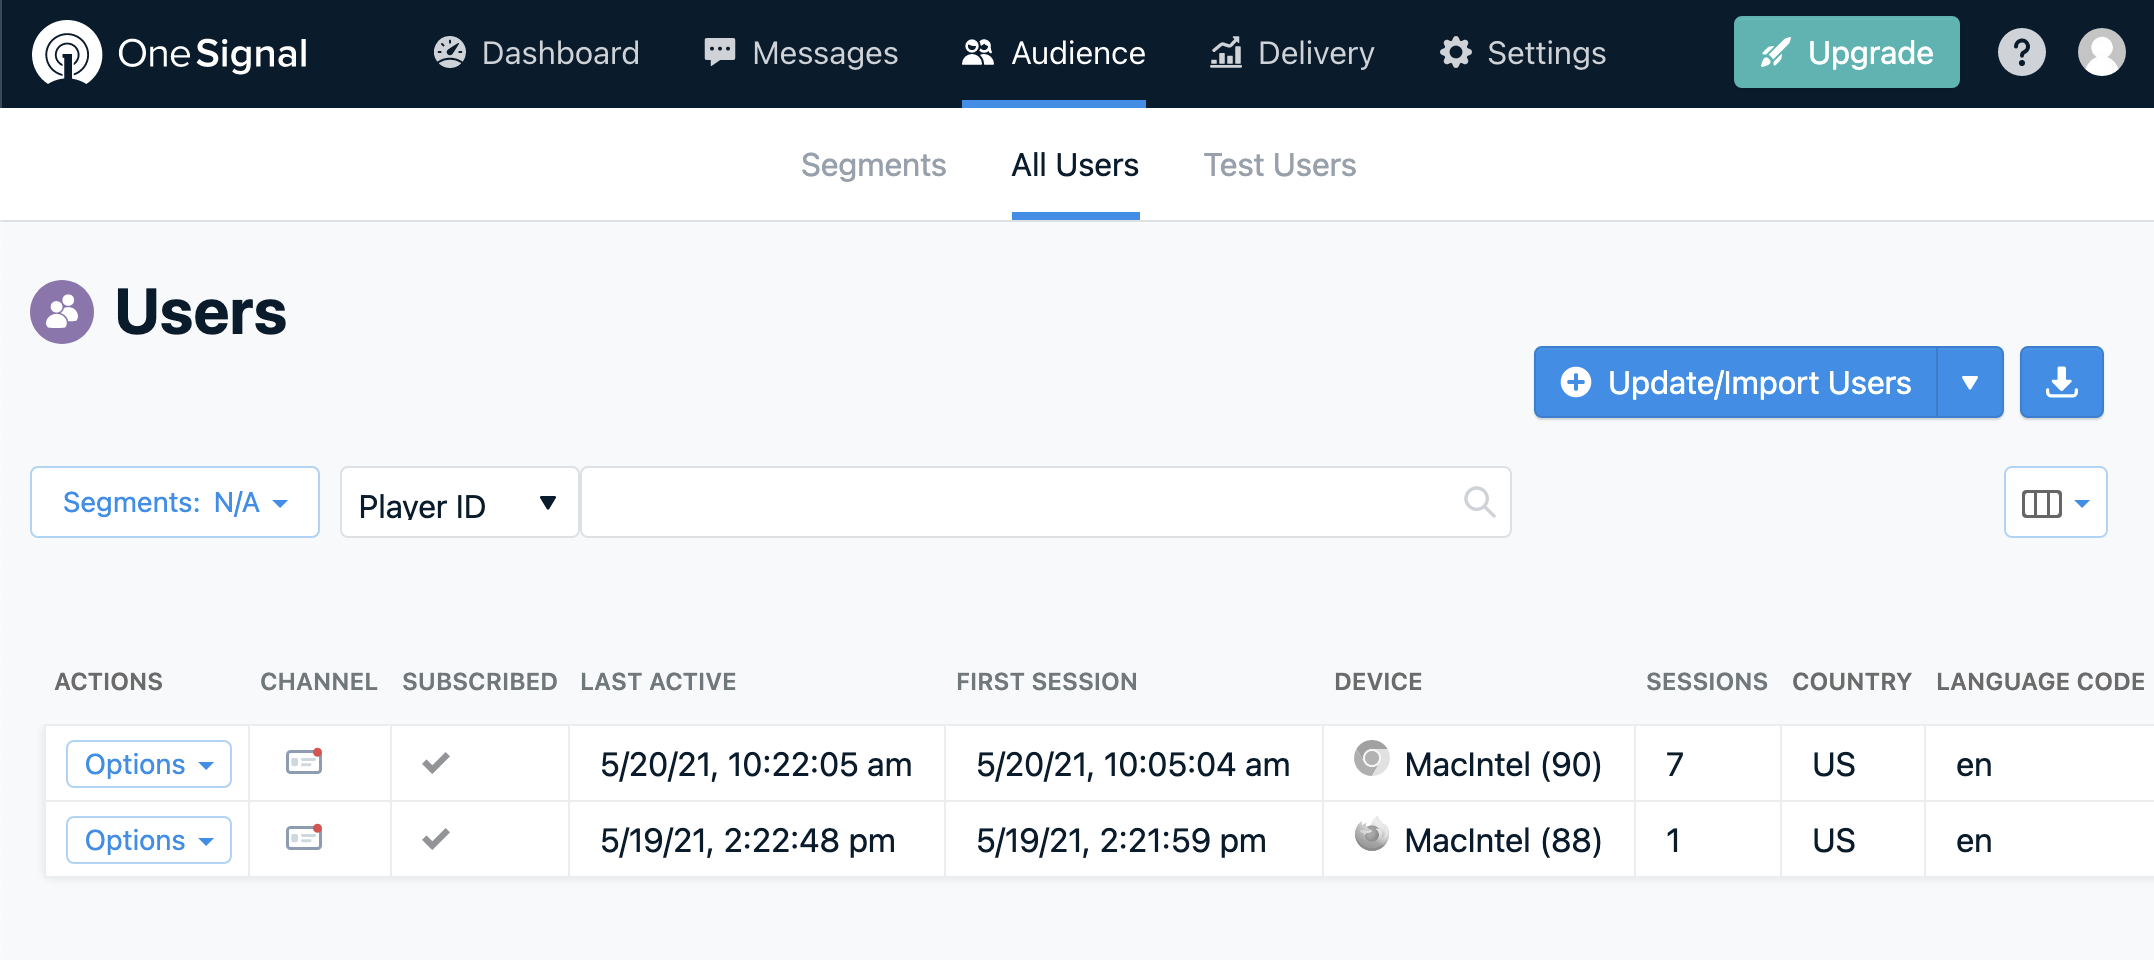 OneSignal Dashboard Messages Audience Delivery Settings Upgrade ?
Segments All Users Test Users
Users
Update/Import Users
Segments: N/A Player ID
ACTIONS CHANNEL SUBSCRIBED LAST ACTIVE FIRST SESSION DEVICE SESSIONS COUNTRY LANGUAGE CODE
Options 5/20/21, 10:22:05 am 5/20/21, 10:05:04 am MacIntel (90) 7 US en
Options 5/19/21, 2:22:48 pm 5/19/21, 2:21:59 pm MacIntel (88) 1 US en